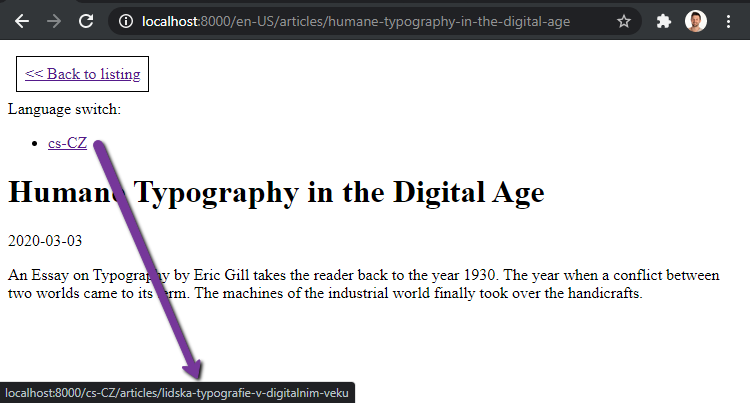 localhost:8000/en-US/articles/humane-typography-in-the-digital-age
<< Back to listing
Language switch:
cs-CZ
Humane Typography in the Digital Age
2020-03-03
An Essay on Typography by Eric Gill takes the reader back to the year 1930. The year when a conflict between
two worlds came to its term. The machines of the industrial world finally took over the handicrafts.
localhost:8000/cs-CZ/articles/lidska-typografie-v-digitalnim-veku